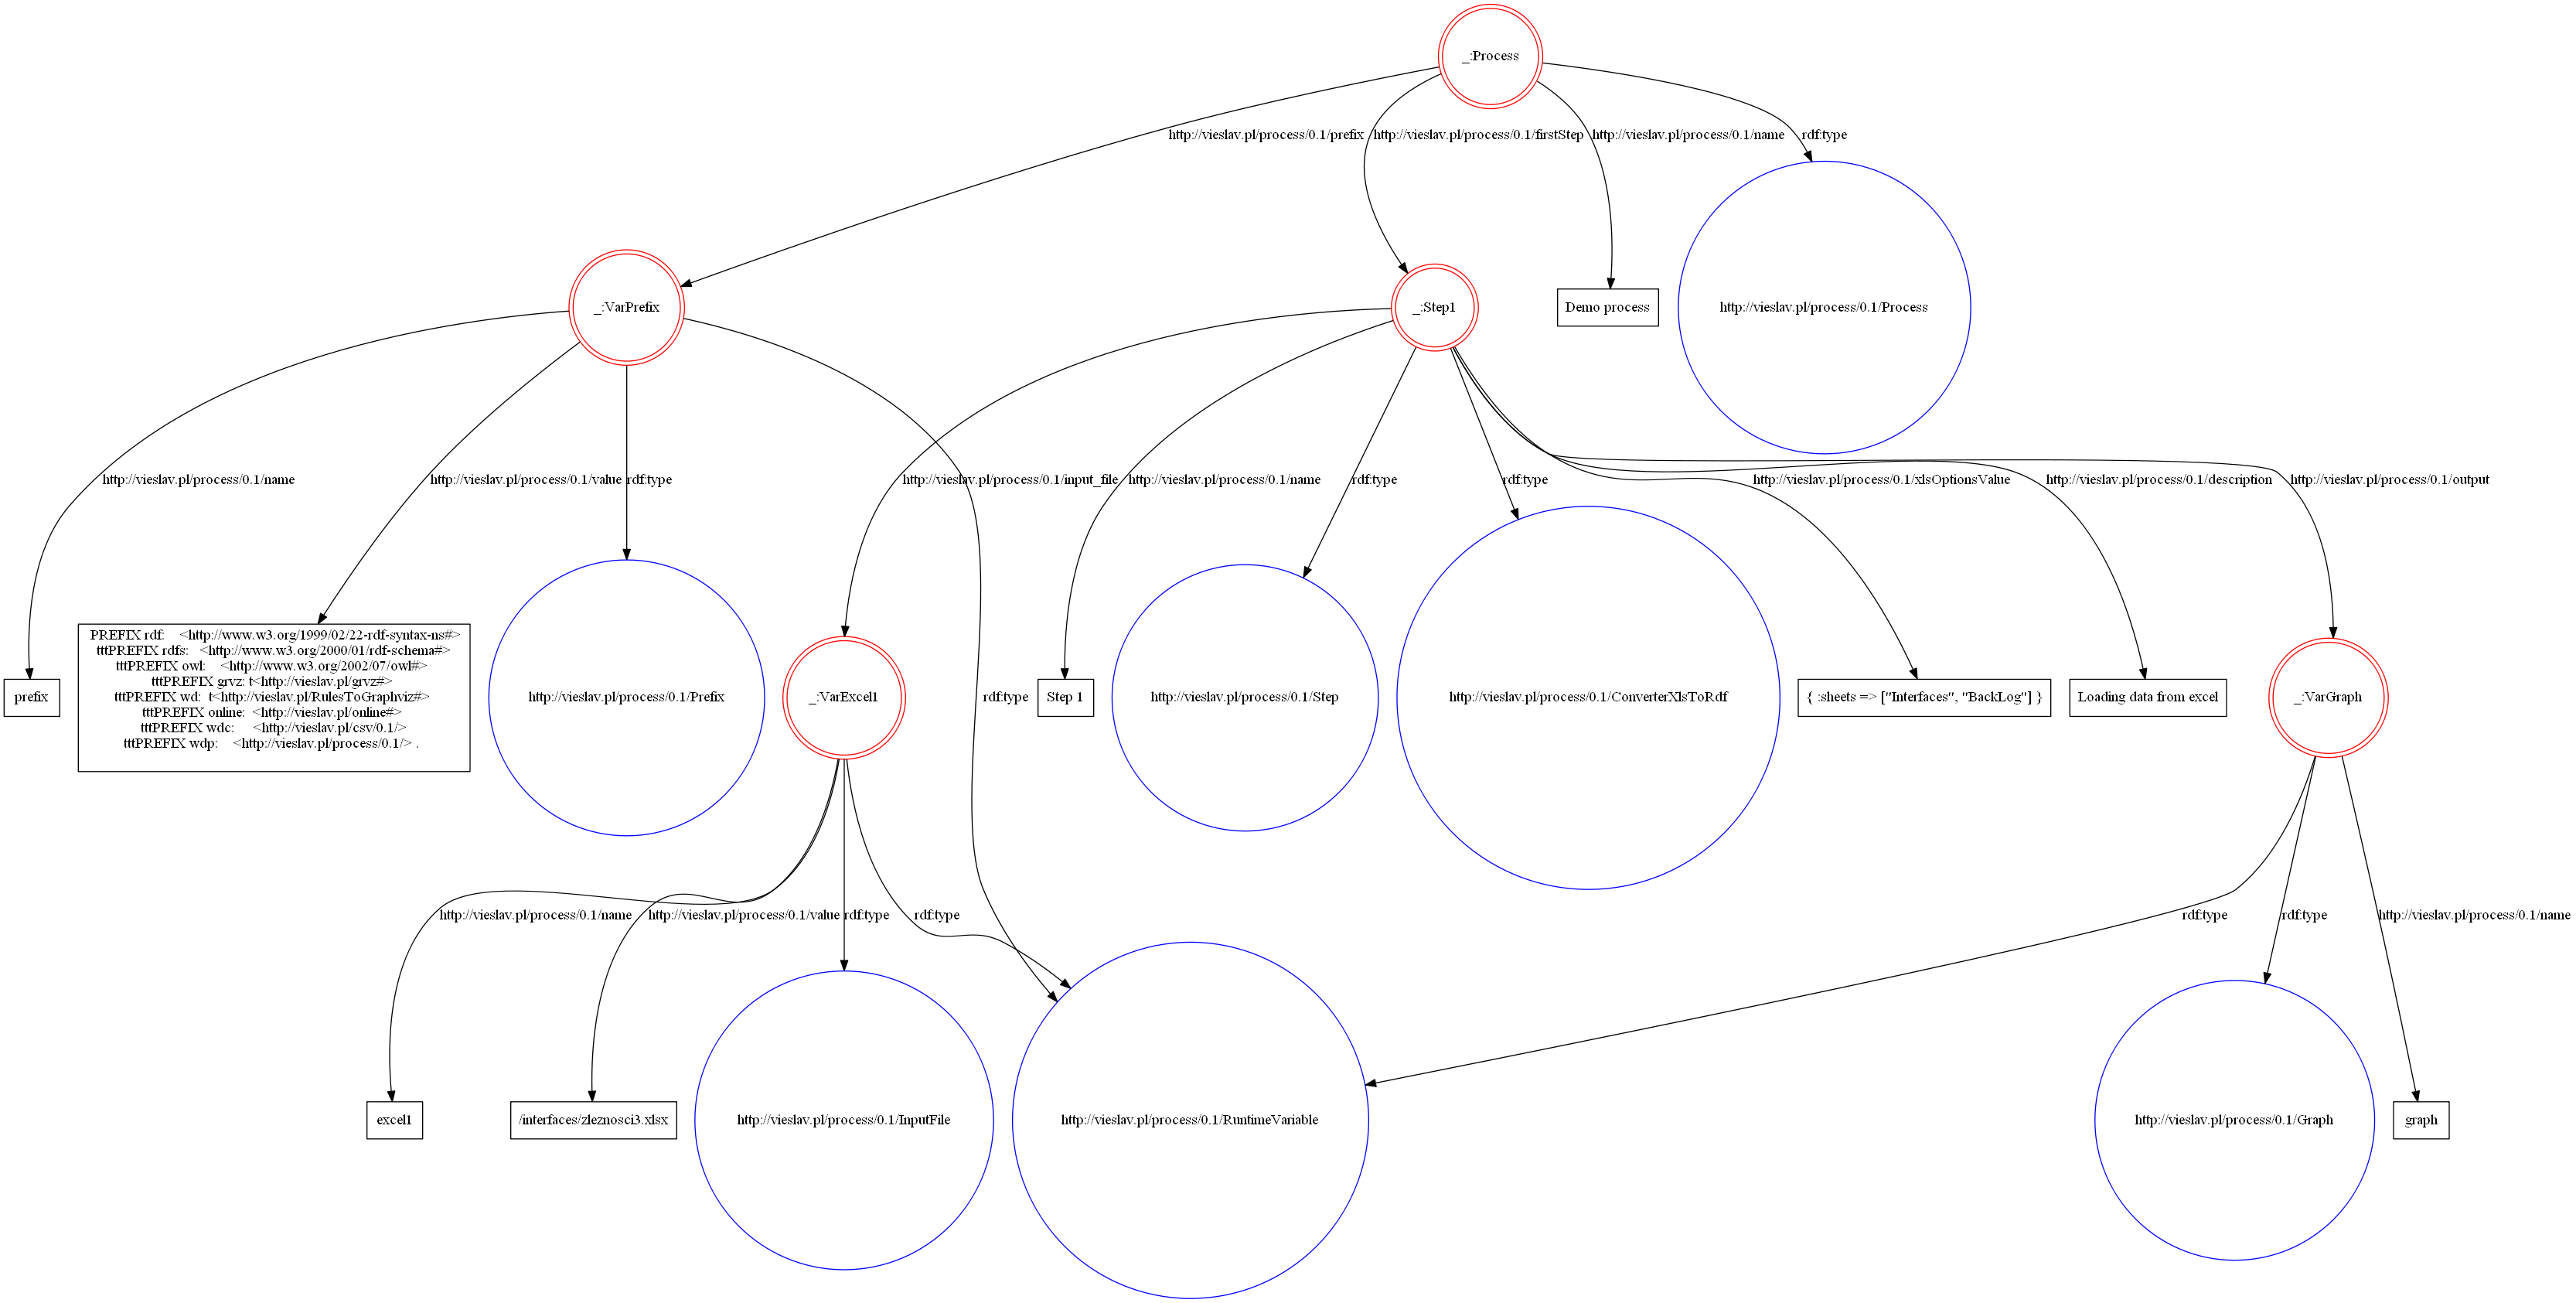 _:Process
http://vieslav.pl/process/0.1/prefix
http://vieslav.pl/process/0.1/firstStep
http://vieslav.pl/process/0.1/name
rdf:type
_:VarPrefix
_:Step1
Demo process
http://vieslav.pl/process/0.1/Process
http://vieslav.pl/process/0.1/name
http://vieslav.pl/process/0.1/value
rdf:type
http://vieslav.pl/process/0.1/input_file
http://vieslav.pl/process/0.1/name
rdf:type
rdf:type
http://vieslav.pl/process/0.1/xlsOptionsValue
http://vieslav.pl/process/0.1/description
http://vieslav.pl/process/0.1/output
prefix
PREFIX rdf: <http://www.w3.org/1999/02/22-rdf-syntax-ns#>
tttPREFIX rdfs: <http://www.w3.org/2000/01/rdf-schema#>
tttPREFIX owl: <http://www.w3.org/2002/07/owl#>
tttPREFIX grvz: t<http://vieslav.pl/grvz#>
tttPREFIX wd: t<http://vieslav.pl/RulesToGraphviz#>
tttPREFIX online: <http://vieslav.pl/online#>
tttPREFIX wdc: <http://vieslav.pl/csv/0.1/>
tttPREFIX wdp: <http://vieslav.pl/process/0.1/> .
http://vieslav.pl/process/0.1/Prefix
_:VarExcel1
rdf:type
Step 1
http://vieslav.pl/process/0.1/Step
http://vieslav.pl/process/0.1/ConverterXlsToRdf
{ :sheets => ["Interfaces", "BackLog"] }
Loading data from excel
_:VarGraph
http://vieslav.pl/process/0.1/name
http://vieslav.pl/process/0.1/value
rdf:type
rdf:type
rdf:type
rdf:type
http://vieslav.pl/process/0.1/name
excel1
/interfaces/zleznosci3.xlsx
http://vieslav.pl/process/0.1/InputFile
http://vieslav.pl/process/0.1/RuntimeVariable
http://vieslav.pl/process/0.1/Graph
graph